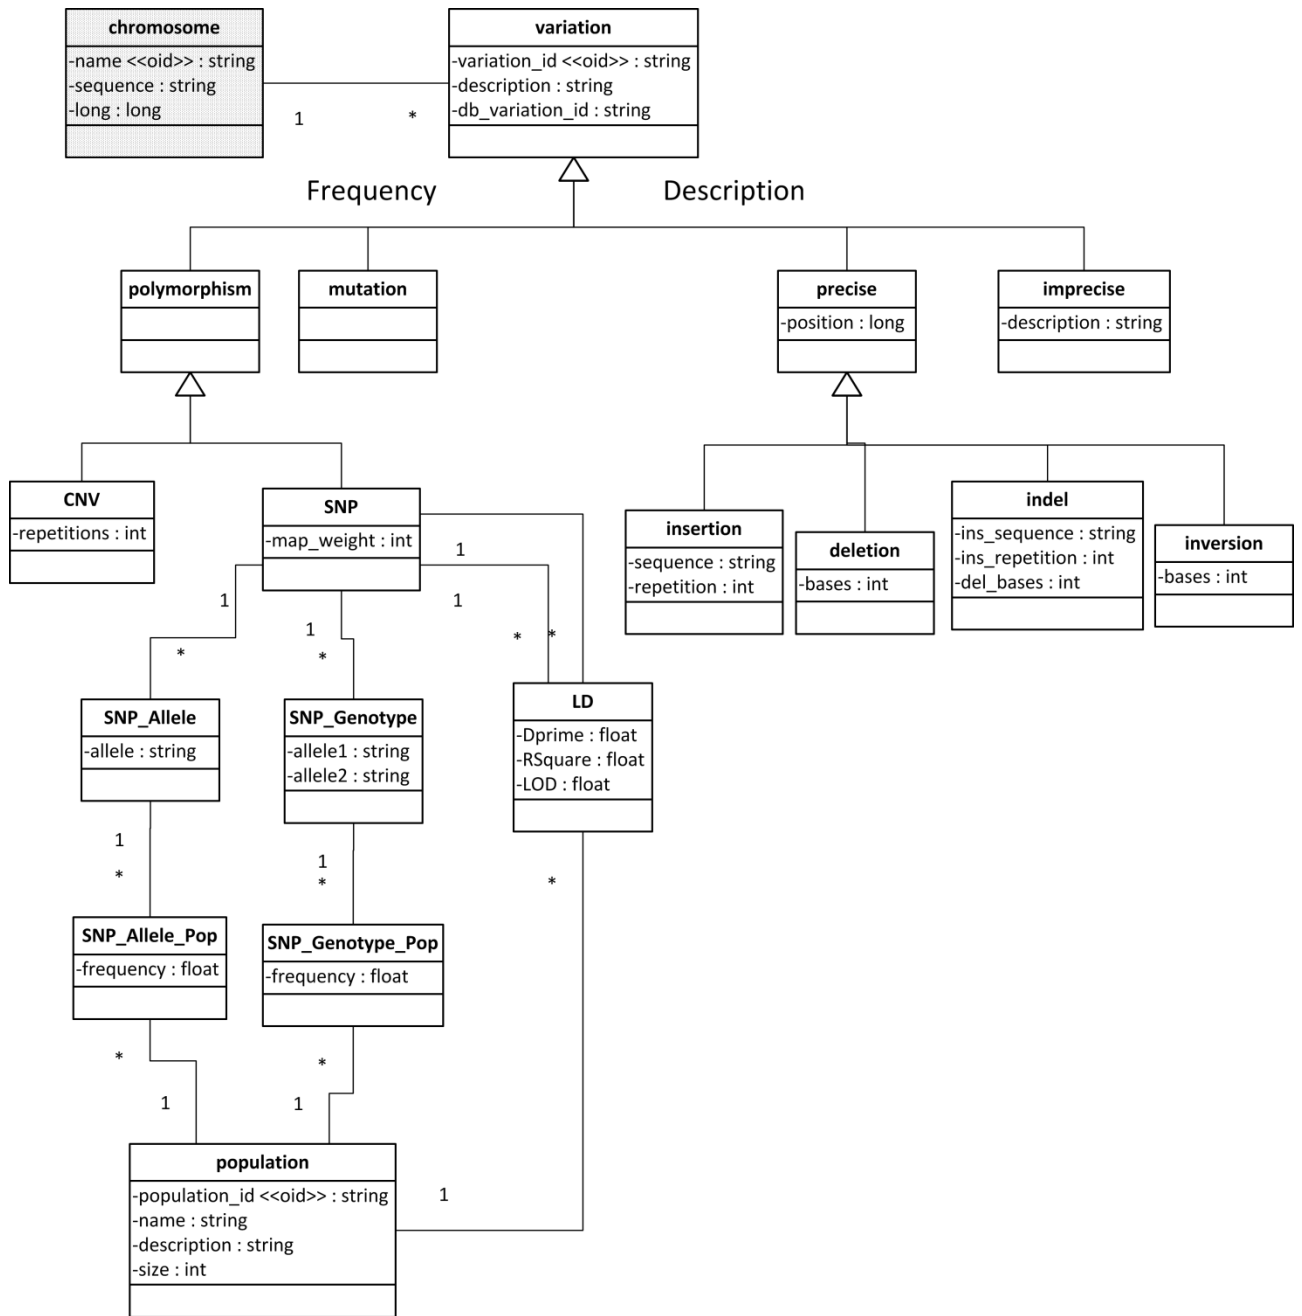 chromosome
-name <<oid>> : string
-sequence : string
-long : long
variation
-variation_id <<oid>> : string
-description : string
-db_variation_id : string
1
*
Frequency
Description
polymorphism
mutation
precise
-position : long
imprecise
-description : string
CNV
-repetitions : int
SNP
-map_weight : int
insertion
-sequence : string
-repetition : int
deletion
-bases : int
indel
-ins_sequence : string
-ins_repetition : int
-del_bases : int
inversion
-bases : int
1
1
1
1
*
*
*
*
SNP_Allele
-allele : string
SNP_Genotype
-allele1 : string
-allele2 : string
LD
-Dprime : float
-RSquare : float
-LOD : float
1
*
1
*
*
SNP_Allele_Pop
-frequency : float
SNP_Genotype_Pop
-frequency : float
*
*
1
1
population
-population_id <<oid>> : string
-name : string
-description : string
-size : int
1